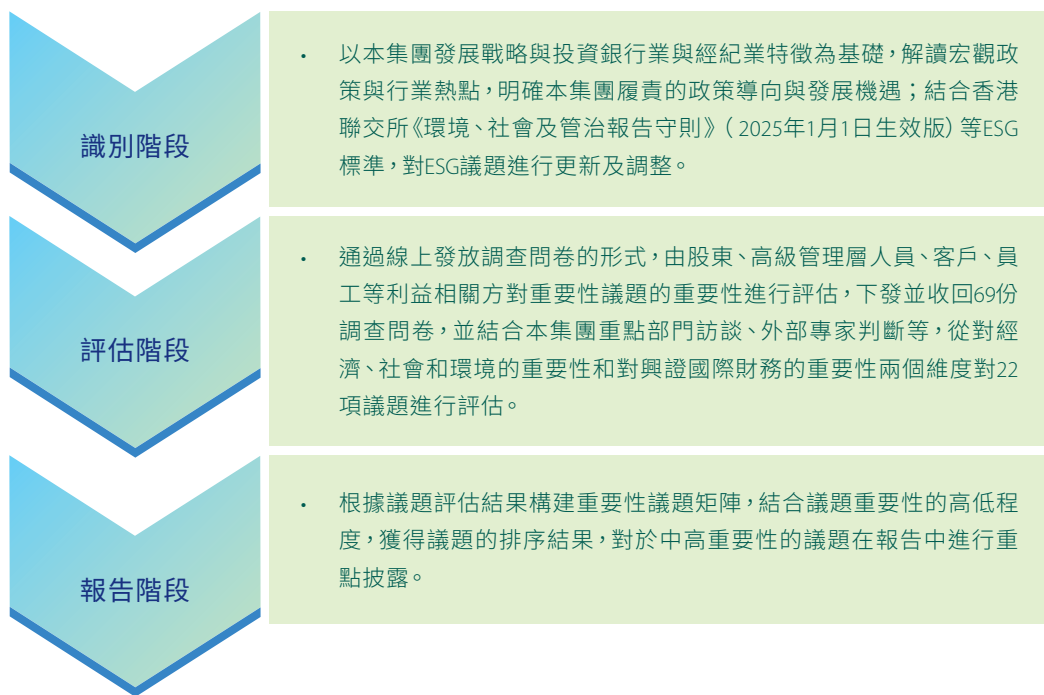 識別階段
• 以本集團發展戰略與投資銀行業與經紀業特徵為基礎，解讀宏觀政
策與行業熱點，明確本集團履責的政策導向與發展機遇；結合香港
聯交所《環境、社會及管治報告守則》（2025年1月1日生效版）等ESG
標準，對ESG議題進行更新及調整。
評估階段
• 通過線上發放調查問卷的形式，由股東、高級管理層人員、客戶、員
工等利益相關方對重要性議題的重要性進行評估，下發並收回69份
調查問卷，並結合本集團重點部門訪談、外部專家判斷等，從對經
濟、社會和環境的重要性和對興證國際財務的重要性兩個維度對22
項議題進行評估。
報告階段
• 根據議題評估結果構建重要性議題矩陣，結合議題重要性的高低程
度，獲得議題的排序結果，對於中高重要性的議題在報告中進行重
點披露。